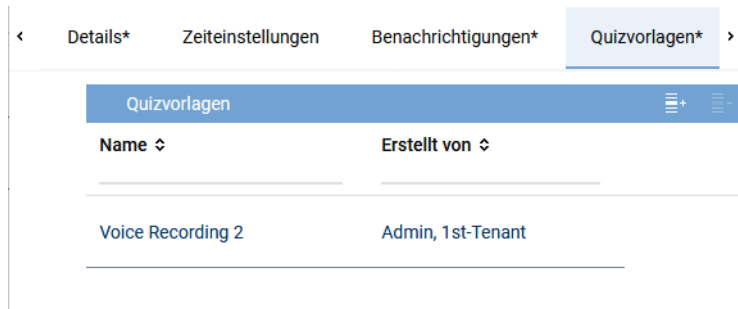 Details* Zeiteinstellungen Benachrichtigungen* Quizvorlagen*
Quizvorlagen
Name Erstellt von
Voice Recording 2 Admin, 1st-Tenant